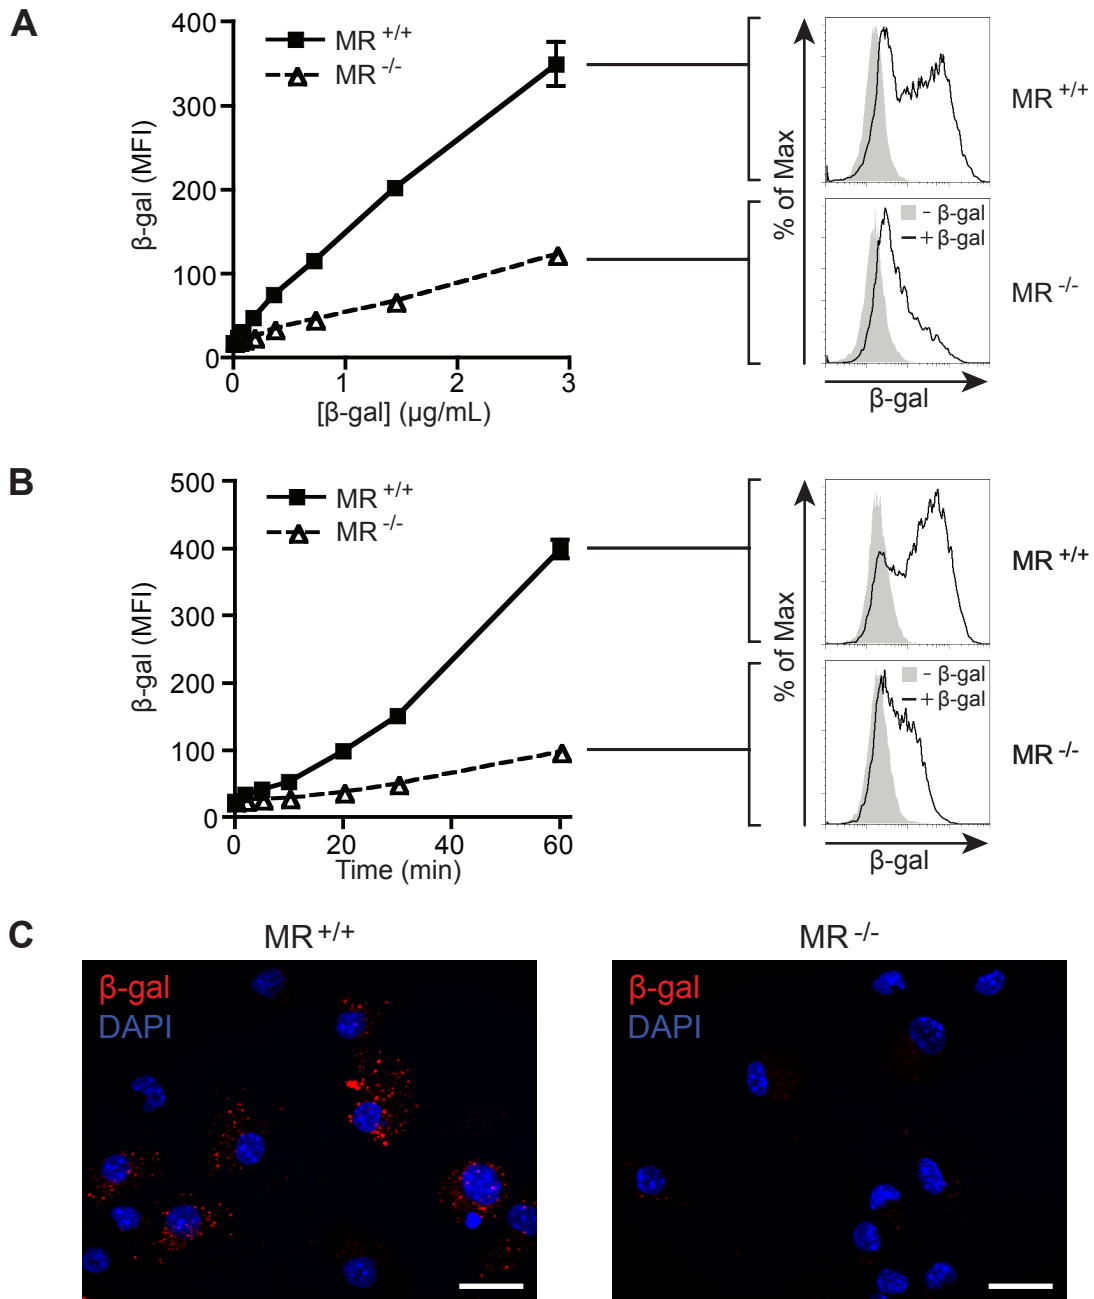 A
400
300
200
100
0
β-gal (MFI)
MR +/+
MR -/-
0 1 2 3
[β-gal] (μg/mL)
% of Max
MR +/+
- β-gal
+ β-gal
MR -/-
β-gal
B
500
400
300
200
100
0
β-gal (MFI)
MR +/+
MR -/-
0 20 40 60
Time (min)
% of Max
MR +/+
- β-gal
+ β-gal
MR -/-
β-gal
C
MR +/+
MR -/-
β-gal
DAPI
β-gal
DAPI